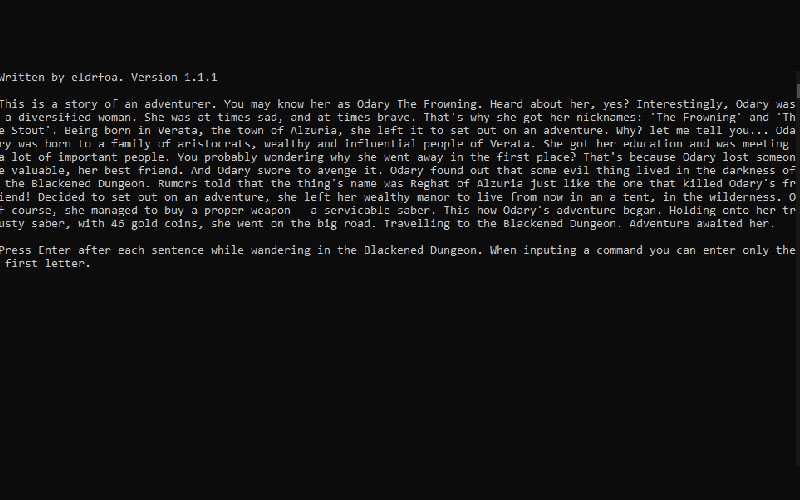 Written by eldrfoa. Version 1.1.1
This is a story of an adventurer. You may know her as Odary The Frowning. Heard about her, yes? Interestingly, Odary was
a diversified woman. She was at times sad, and at times brave. That's why she got her nicknames: 'The Frowning' and 'Th
e Stout'. Being born in Verata, the town of Alzuria, she left it to set out on an adventure. Why? let me tell you... Oda
ry was born to a family of aristocrats, wealthy and influential people of Verata. She got her education and was meeting
a lot of important people. You probably wondering why she went away in the first place? That's because Odary lost someon
e valuable, her best friend. And Odary swore to avenge it. Odary found out that some evil thing lived in the darkness of
the Blackened Dungeon. Rumors told that the thing's name was Reghat of Alzuria just like the one that killed Odary's fr
iend! Decided to set out on an adventure, she left her wealthy manor to live from now in an a tent, in the wilderness. O
f course, she managed to buy a proper weapon   a servicable saber. This how Odary's adventure began. Holding onto her tr
usty saber, with 46 gold coins, she went on the big road. Travelling to the Blackened Dungeon. Adventure awaited her.
Press Enter after each sentence while wandering in the Blackened Dungeon. When inputing a command you can enter only the
first letter.